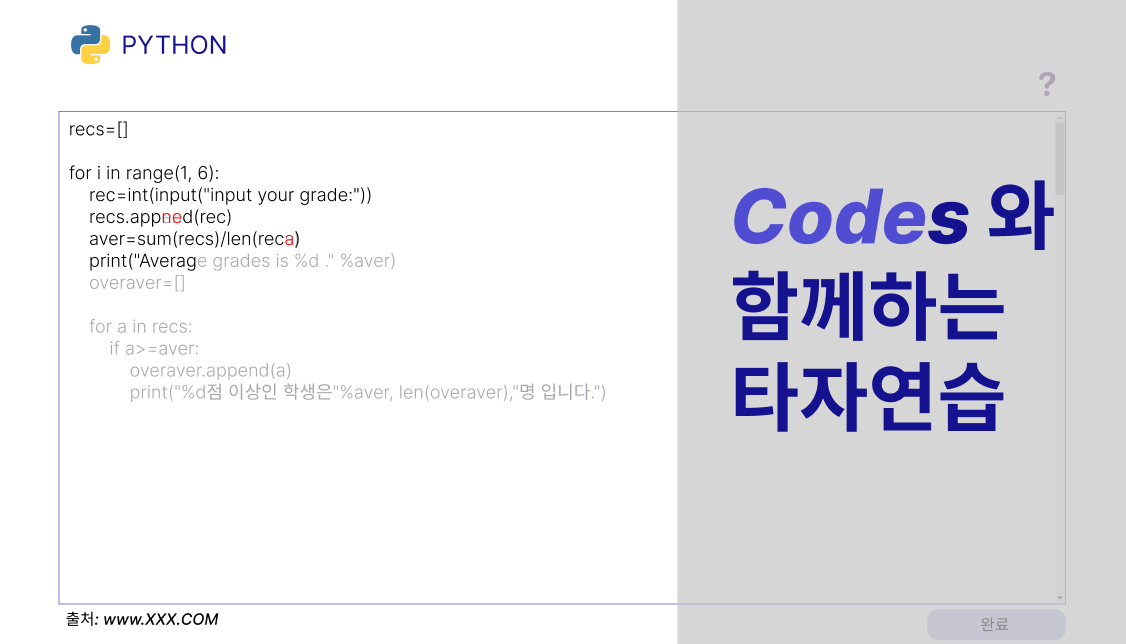 PYTHON
?
recs=[]
for i in range(1, 6):
rec=int(input("input your grade:"))
recs.appned(rec)
aver=sum(recs)/len(reca)
print("Average grades is %d ." %aver)
overaver=[]
for a in recs:
if a>=aver:
overaver.append(a)
print("%d점 이상인 학생은"%aver, len(overaver),"명 입니다.")
Codes 와
함께하는
타자연습
출처: www.XXX.COM
완료